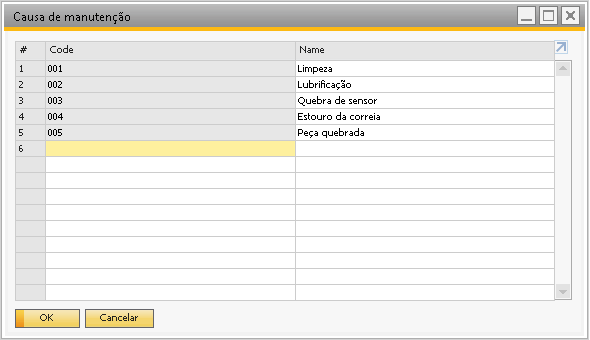 Causa de manutenção
# Code Name
1 001 Limpeza
2 002 Lubrificação
3 003 Quebra de sensor
4 004 Estouro da correia
5 005 Peça quebrada
6
OK Cancelar